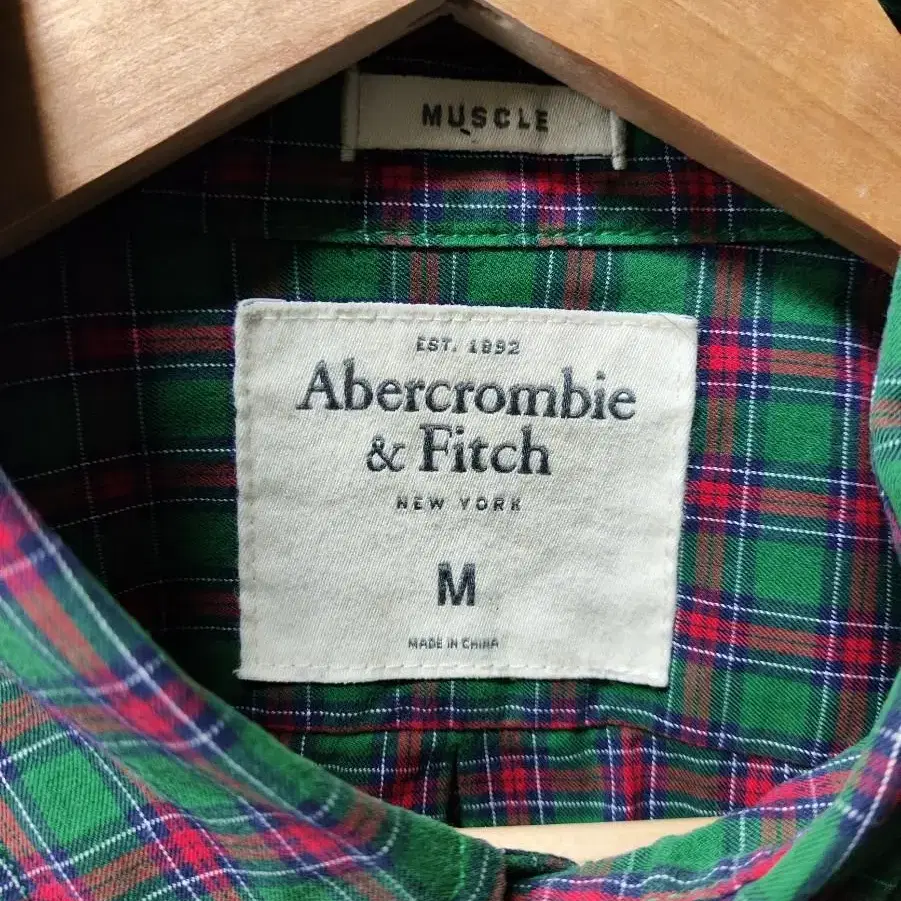 MUSCLE
EST. 1892
Abercrombie
& Fitch
NEW YORK
M
MADE IN CHINA